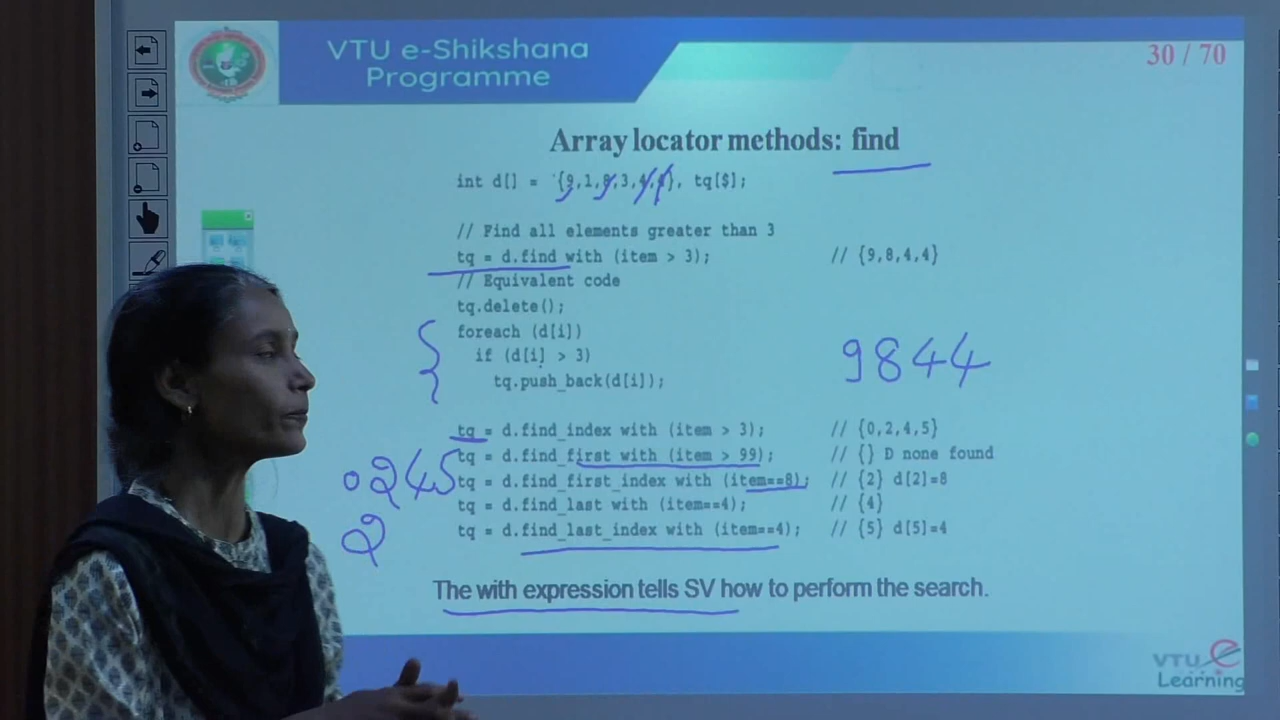 VTU e-Shikshana
Programme
30 / 70
Array locator methods: find
int d[] = '{9,1,8,3,4,4}, tq[$];
// Find all elements greater than 3
tq = d.find with (item > 3); // {9,8,4,4}
// Equivalent code
tq.delete();
foreach (d[i])
if (d[i] > 3)
tq.push_back(d[i]);
9844
tq = d.find_index with (item > 3); // {0,2,4,5}
tq = d.find_first with (item > 99); // {} D none found
tq = d.find_first_index with (item==8); // {2} d[2]=8
tq = d.find_last with (item==4); // {4}
tq = d.find_last_index with (item==4); // {5} d[5]=4
0245
2
The with expression tells SV how to perform the search.
VTU e
Learning